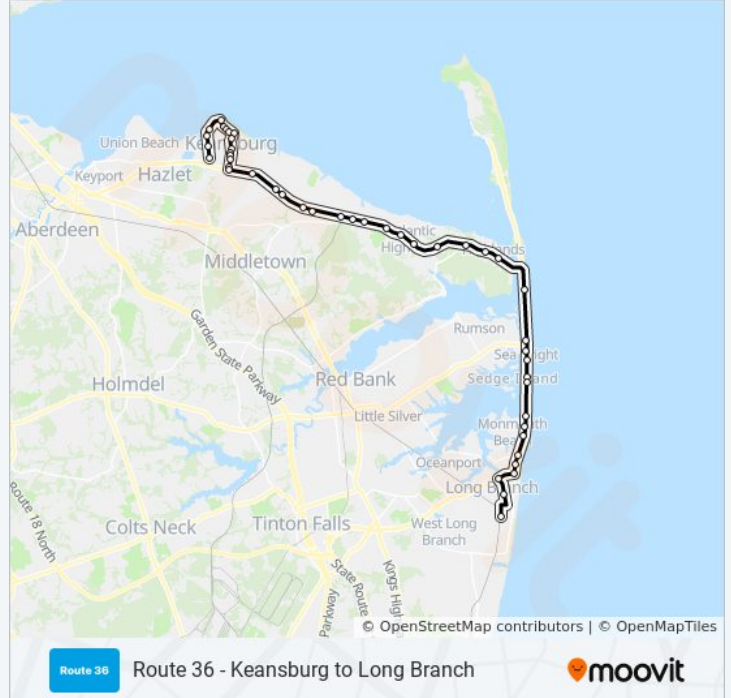 Union Beach
Keansburg
Keyport
Hazlet
Aberdeen
Atlantic
Highlands
Middletown
Garden State Parkway
Rumson
Sea Bright
Holmdel
Red Bank
Sedge Island
Little Silver
Monmouth
Beach
Oceanport
Long Branch
Route 18 North
Colts Neck
Tinton Falls
West Long
Branch
State Route
Kings High
Parkway
© OpenStreetMap contributors | © OpenMapTiles
Route 36
Route 36 - Keansburg to Long Branch
moovit